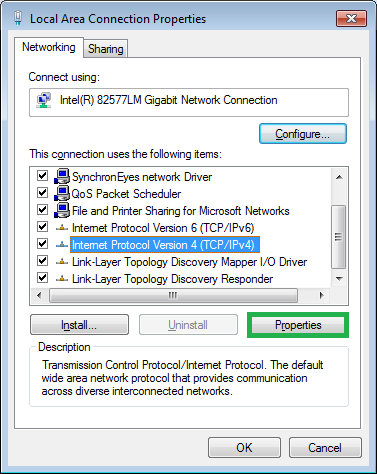 Local Area Connection Properties
Networking
Sharing
Connect using:
Intel(R) 82577LM Gigabit Network Connection
Configure...
This connection uses the following items:
SynchronEyes network Driver
QoS Packet Scheduler
File and Printer Sharing for Microsoft Networks
Internet Protocol Version 6 (TCP/IPv6)
Internet Protocol Version 4 (TCP/IPv4)
Link-Layer Topology Discovery Mapper I/O Driver
Link-Layer Topology Discovery Responder
Install...
Uninstall
Properties
Description
Transmission Control Protocol/Internet Protocol. The default
wide area network protocol that provides communication
across diverse interconnected networks.
OK
Cancel